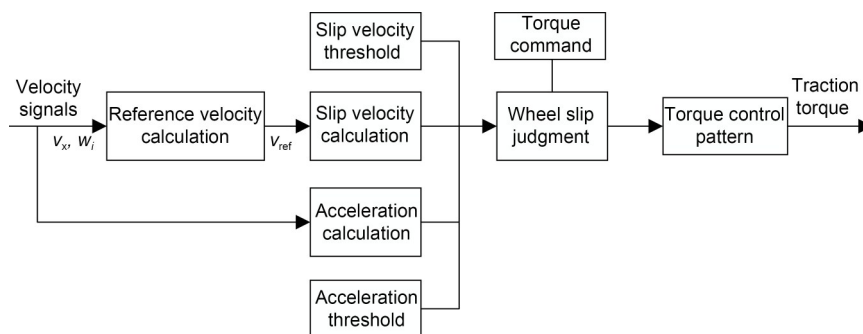 Slip velocity
threshold
Torque
command
Velocity
signals
Reference velocity
calculation
Slip velocity
calculation
Wheel slip
judgment
Torque control
pattern
Traction
torque
vx, wi
vref
Acceleration
calculation
Acceleration
threshold